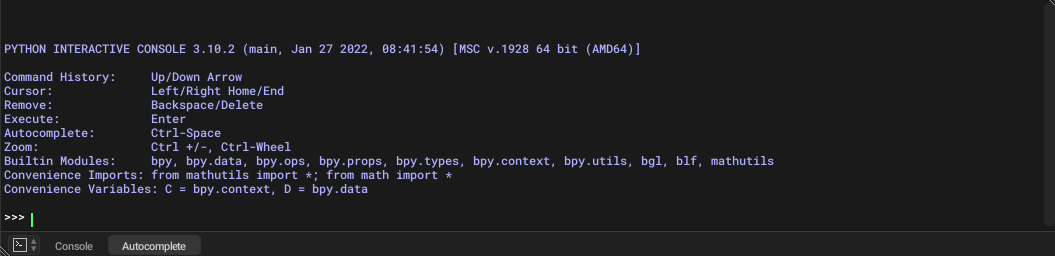 PYTHON INTERACTIVE CONSOLE 3.10.2 (main, Jan 27 2022, 08:41:54) [MSC v.1928 64 bit (AMD64)]
Command History: Up/Down Arrow
Cursor: Left/Right Home/End
Remove: Backspace/Delete
Execute: Enter
Autocomplete: Ctrl-Space
Zoom: Ctrl +/-, Ctrl-Wheel
Builtin Modules: bpy, bpy.data, bpy.ops, bpy.props, bpy.types, bpy.context, bpy.utils, bgl, blf, mathutils
Convenience Imports: from mathutils import *; from math import *
Convenience Variables: C = bpy.context, D = bpy.data
>>>
Console Autocomplete